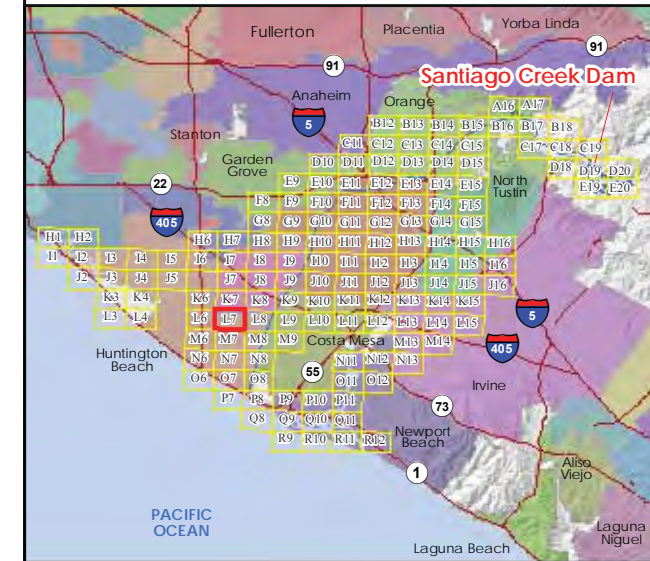 Yorba Linda
Fullerton
Placentia
91
91
Santiago Creek Dam
Anaheim
Orange
A16 A17
5
B12 B13 B14 B15 B16 B17 B18
Stanton
C11 C12 C13 C14 C15 C17 C18 C19
Garden
Grove
D10 D11 D12 D13 D14 D15 D18 D19 D20
22
E9 E10 E11 E12 E13 E14 E15 E19 E20
North
Tustin
F8 F9 F10 F11 F12 F13 F14 F15
405
G8 G9 G10 G11 G12 G13 G14 G15
H1 H2 H6 H7 H8 H9 H10 H11 H12 H13 H14 H15 H16
I1 I2 I3 I4 I5 I6 I7 I8 I9 I10 I11 I12 I13 I14 I15 I16
J2 J3 J4 J5 J7 J8 J9 J10 J11 J12 J13 J14 J15 J16
K3 K4 K6 K7 K8 K9 K10 K11 K12 K13 K14 K15
5
L3 L4 L6 L7 L8 L9 L10 L11 L12 L13 L14 L15
M6 M7 M8 M9 Costa Mesa M13 M14
405
Huntington
Beach
N6 N7 N8 N11 N12 N13
55
O6 O7 O8 O11 O12
Irvine
P7 P8 P9 P10 P11
73
Q8 Q9 Q10 Q11
R9 R10 R11 R12
Newport
Beach
1
Aliso
Viejo
PACIFIC
OCEAN
Laguna
Niguel
Laguna Beach